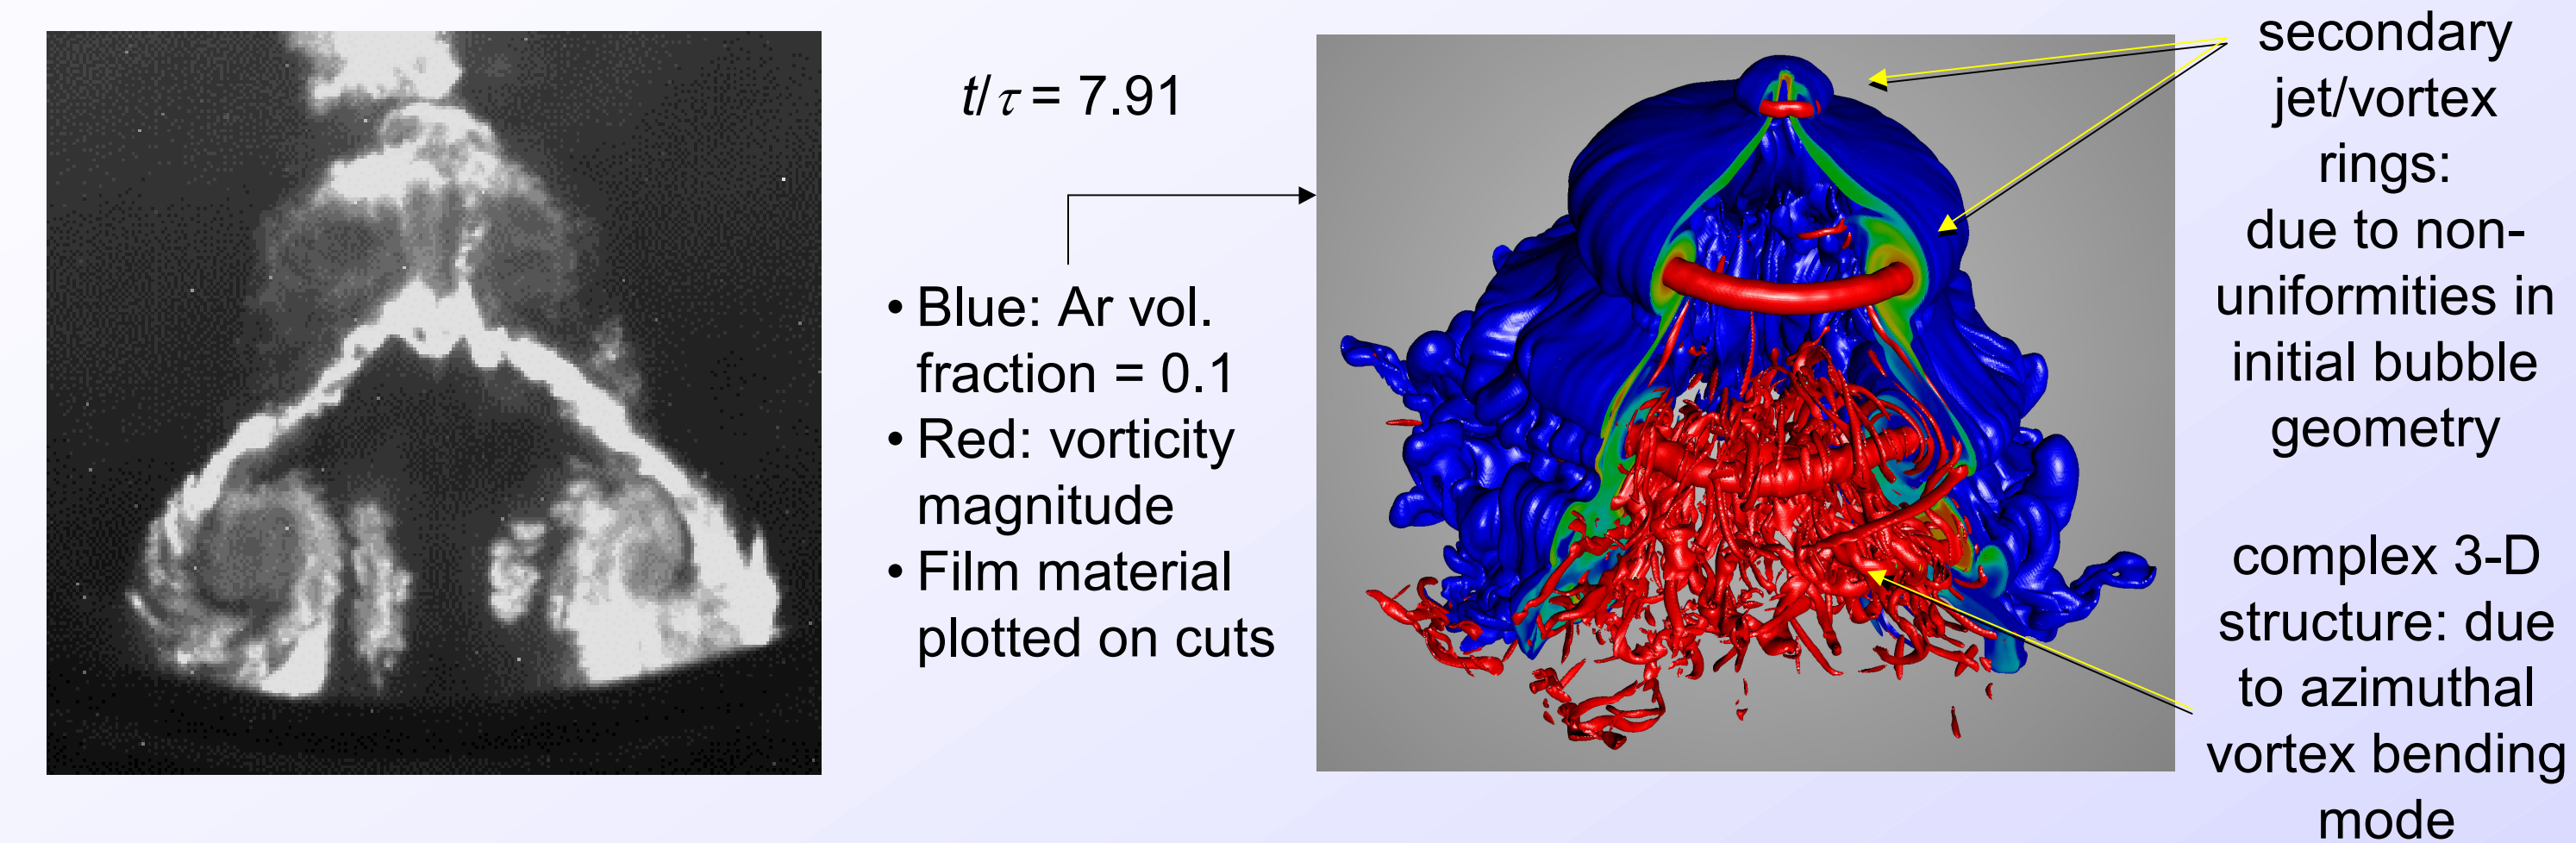 t/τ = 7.91
• Blue: Ar vol.
fraction = 0.1
• Red: vorticity
magnitude
• Film material
plotted on cuts
secondary
jet/vortex
rings:
due to non-
uniformities in
initial bubble
geometry
complex 3-D
structure: due
to azimuthal
vortex bending
mode